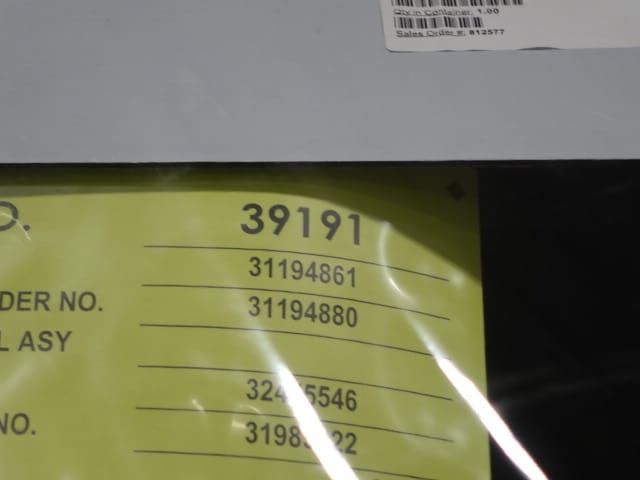 Qty in Container: 1.00
Sales Order #: 812577
O. 39191
31194861
DER NO. 31194880
L ASY
NO.